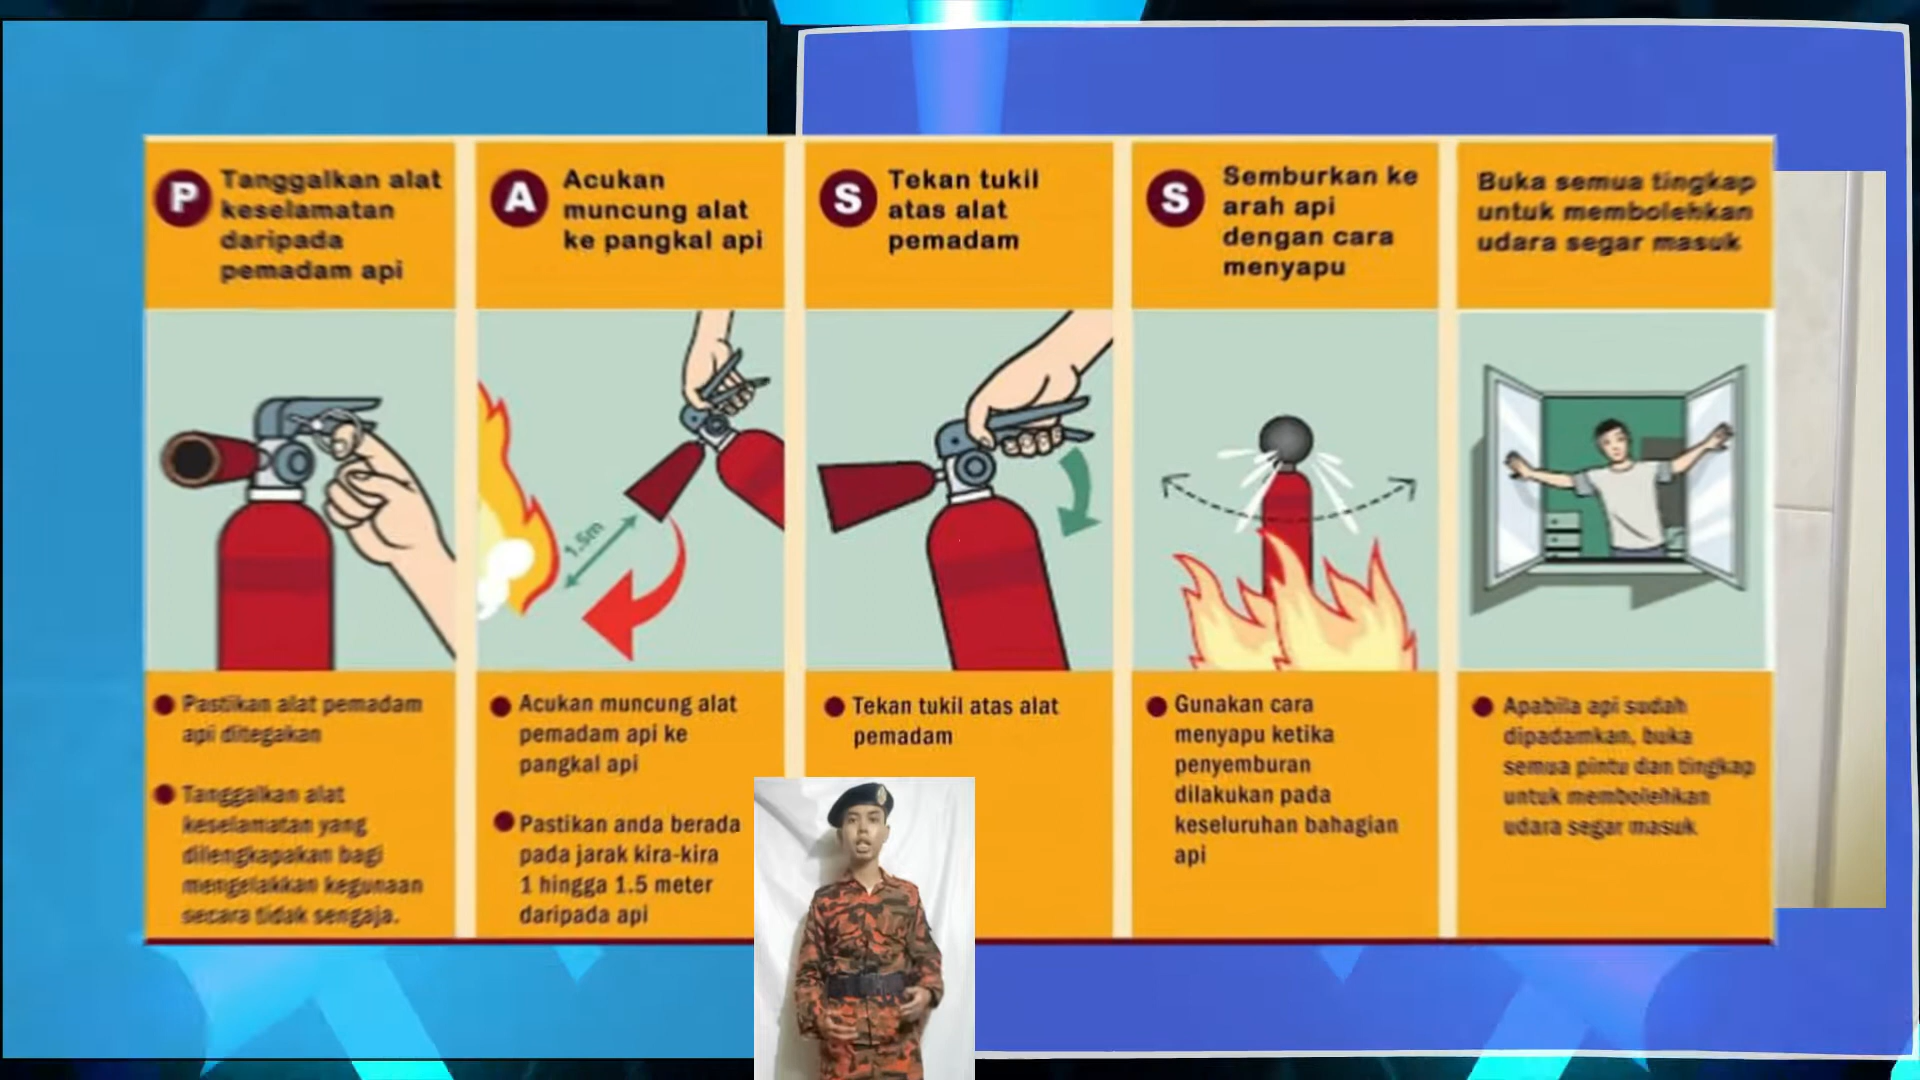 P
Tanggalkan alat
keselamatan
daripada
pemadam api
A
Acukan
muncung alat
ke pangkal api
S
Tekan tukil
atas alat
pemadam
S
Semburkan ke
arah api
dengan cara
menyapu
Buka semua tingkap
untuk membolehkan
udara segar masuk
1.5m
Pastikan alat pemadam
api ditegakan
Tanggalkan alat
keselamatan yang
dilengkapakan bagi
mengelakkan kegunaan
secara tidak sengaja.
Acukan muncung alat
pemadam api ke
pangkal api
Pastikan anda berada
pada jarak kira-kira
1 hingga 1.5 meter
daripada api
Tekan tukil atas alat
pemadam
Gunakan cara
menyapu ketika
penyemburan
dilakukan pada
keseluruhan bahagian
api
Apabila api sudah
dipadamkan, buka
semua pintu dan tingkap
untuk membolehkan
udara segar masuk